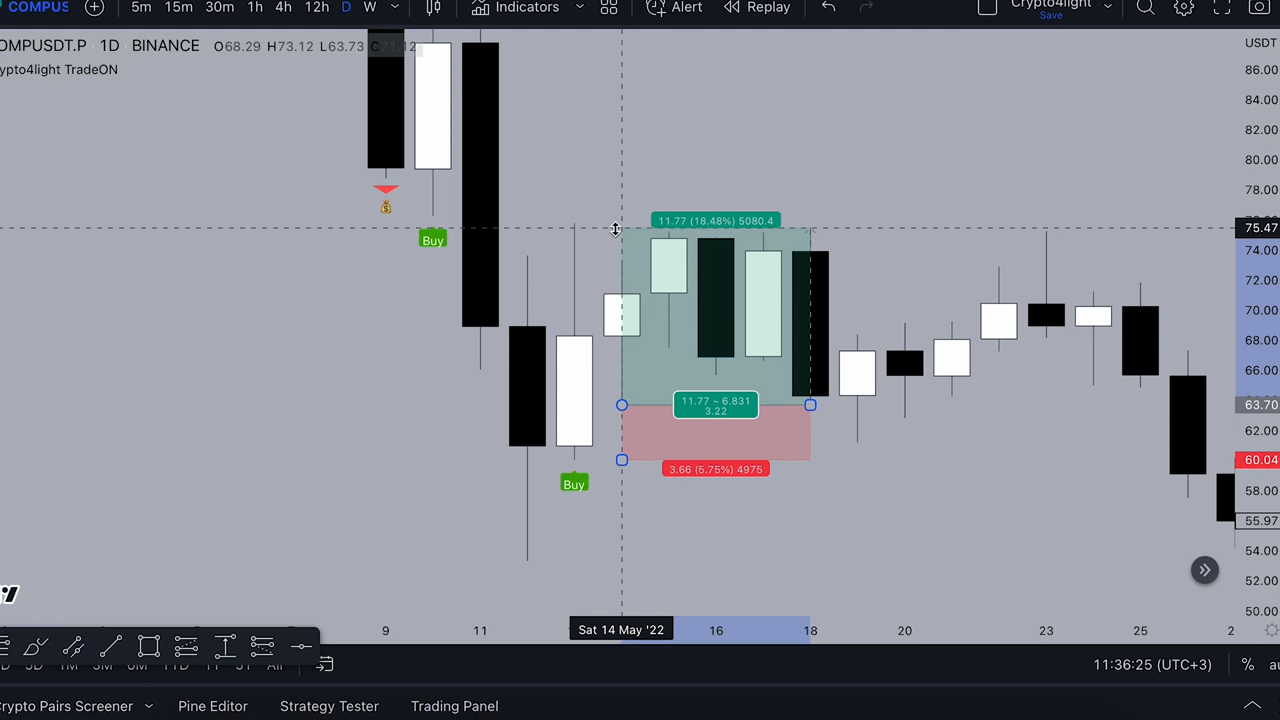 COMPUS 5m 15m 30m 1h 4h 12h D W Indicators Alert Replay Crypto4light
Save
OMPUSDT.P · 1D · BINANCE O68.29 H73.12 L63.73 C71.12
ypto4light TradeON
USDT
86.00
84.00
82.00
80.00
78.00
75.47
74.00
72.00
70.00
68.00
66.00
63.70
62.00
60.04
58.00
55.97
54.00
52.00
50.00
Buy
11.77 (18.48%) 5080.4
11.77 ~ 6.831
3.22
3.66 (5.75%) 4975
Buy
9 11 Sat 14 May '22 16 18 20 23 25 2
11:36:25 (UTC+3) % au
Crypto Pairs Screener Pine Editor Strategy Tester Trading Panel